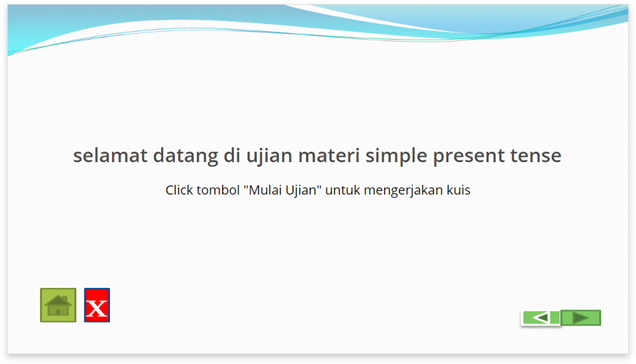 selamat datang di ujian materi simple present tense
Click tombol "Mulai Ujian" untuk mengerjakan kuis
X